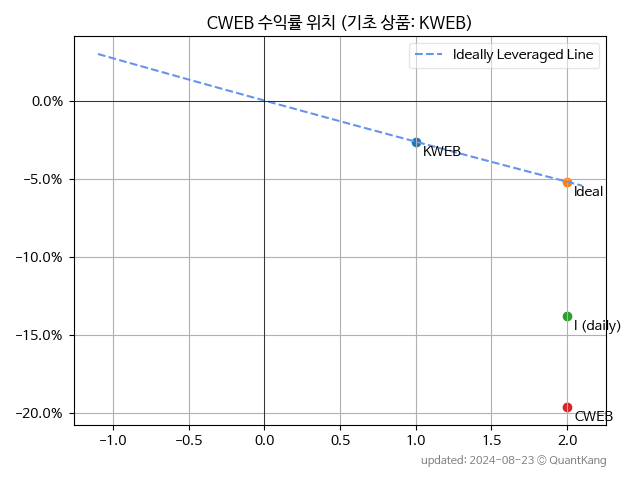 CWEB 수익률 위치 (기초 상품: KWEB)
Ideally Leveraged Line
0.0%
KWEB
−5.0%
Ideal
−10.0%
I (daily)
−15.0%
−20.0%
CWEB
−1.0 −0.5 0.0 0.5 1.0 1.5 2.0
updated: 2024-08-23 © QuantKang